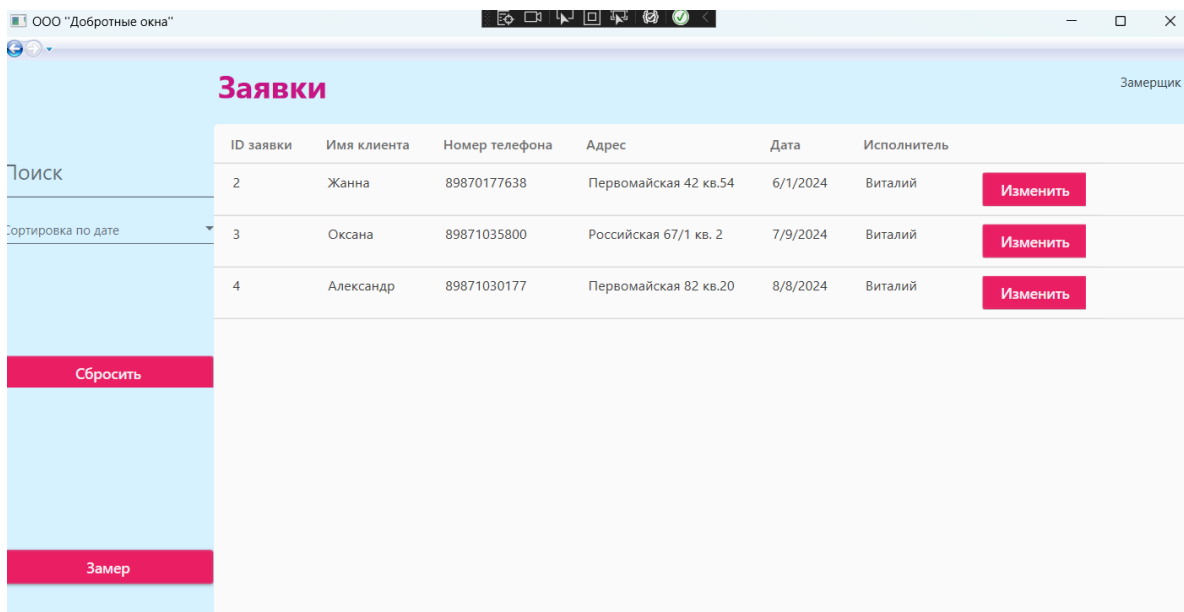 ООО "Добротные окна"
Заявки
Замерщик
Поиск
Сортировка по дате
Сбросить
Замер
ID заявки Имя клиента Номер телефона Адрес Дата Исполнитель
2 Жанна 89870177638 Первомайская 42 кв.54 6/1/2024 Виталий Изменить
3 Оксана 89871035800 Российская 67/1 кв. 2 7/9/2024 Виталий Изменить
4 Александр 89871030177 Первомайская 82 кв.20 8/8/2024 Виталий Изменить